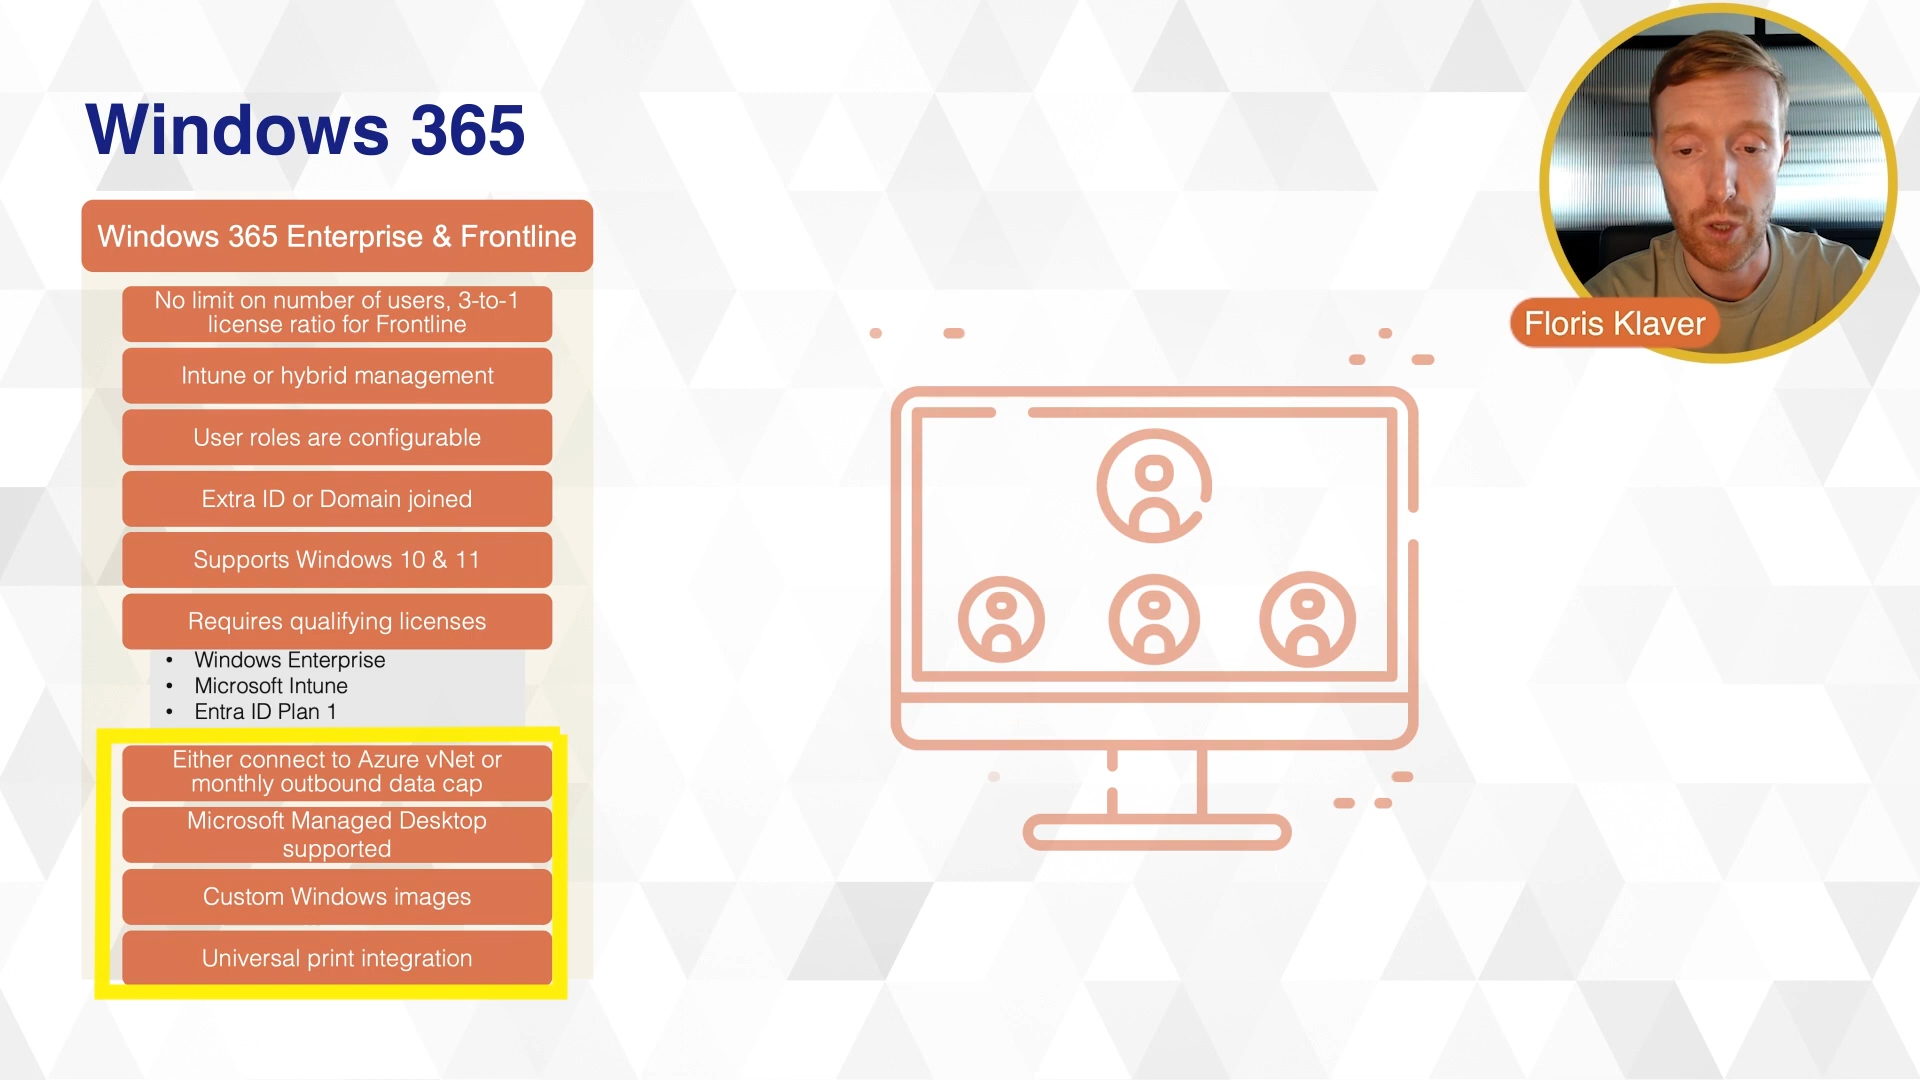 Windows 365
Windows 365 Enterprise & Frontline
No limit on number of users, 3-to-1
license ratio for Frontline
Intune or hybrid management
User roles are configurable
Extra ID or Domain joined
Supports Windows 10 & 11
Requires qualifying licenses
• Windows Enterprise
• Microsoft Intune
• Entra ID Plan 1
Either connect to Azure vNet or
monthly outbound data cap
Microsoft Managed Desktop
supported
Custom Windows images
Universal print integration
Floris Klaver